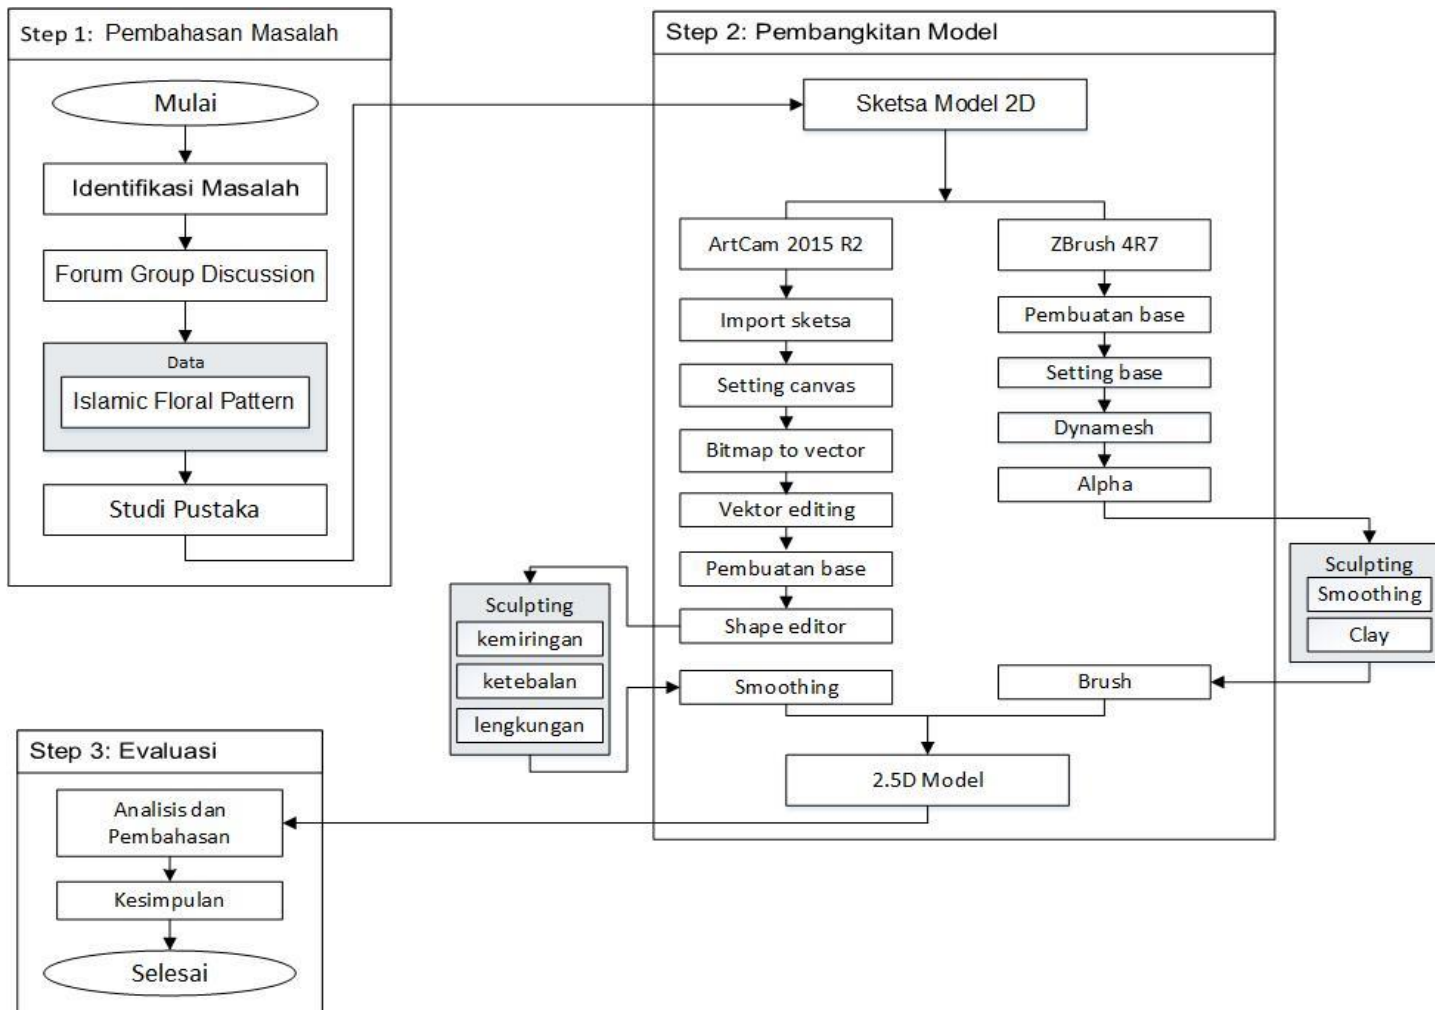 Step 1: Pembahasan Masalah
Mulai
Identifikasi Masalah
Forum Group Discussion
Data
Islamic Floral Pattern
Studi Pustaka
Step 2: Pembangkitan Model
Sketsa Model 2D
ArtCam 2015 R2
Import sketsa
Setting canvas
Bitmap to vector
Vektor editing
Pembuatan base
Shape editor
Sculpting
kemiringan
ketebalan
lengkungan
Smoothing
ZBrush 4R7
Pembuatan base
Setting base
Dynamesh
Alpha
Sculpting
Smoothing
Clay
Brush
2.5D Model
Step 3: Evaluasi
Analisis dan
Pembahasan
Kesimpulan
Selesai